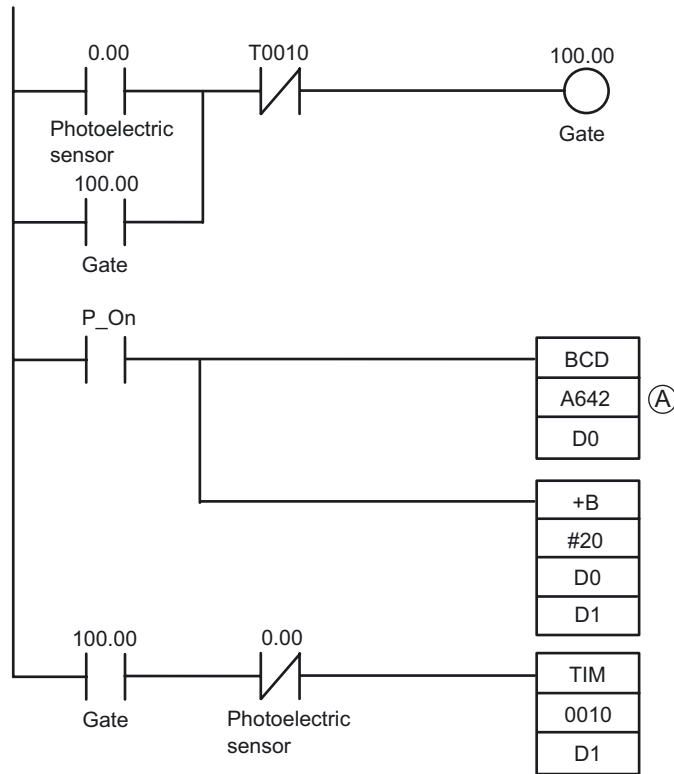 0.00
T0010
100.00
Photoelectric
sensor
Gate
100.00
Gate
P_On
BCD
A642
A
D0
+B
#20
D0
D1
100.00
0.00
Gate
Photoelectric
sensor
TIM
0010
D1